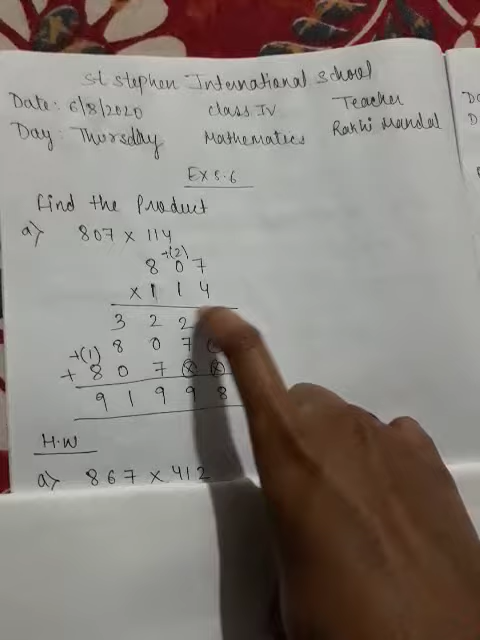 St stephen International school
Date: 6/8/2020 class IV Teacher
Day: Thursday Mathematics Rakhi Mandal
Ex 5.6
Find the Product
a> 807 × 114
+(2)
8 0 7
× 1 1 4
3 2 2
8 0 7
+(1)
+ 8 0 7 ⊗ ⊗
9 1 9 9 8
H.W
a> 867 × 412